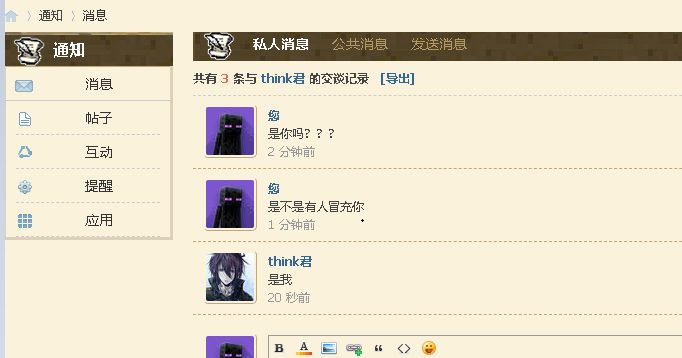 通知 消息
通知
消息
帖子
互动
提醒
应用
私人消息 公共消息 发送消息
共有 3 条与 think君 的交谈记录 [导出]
您
是你吗？？？
2 分钟前
您
是不是有人冒充你
1 分钟前
think君
是我
20 秒前
B A